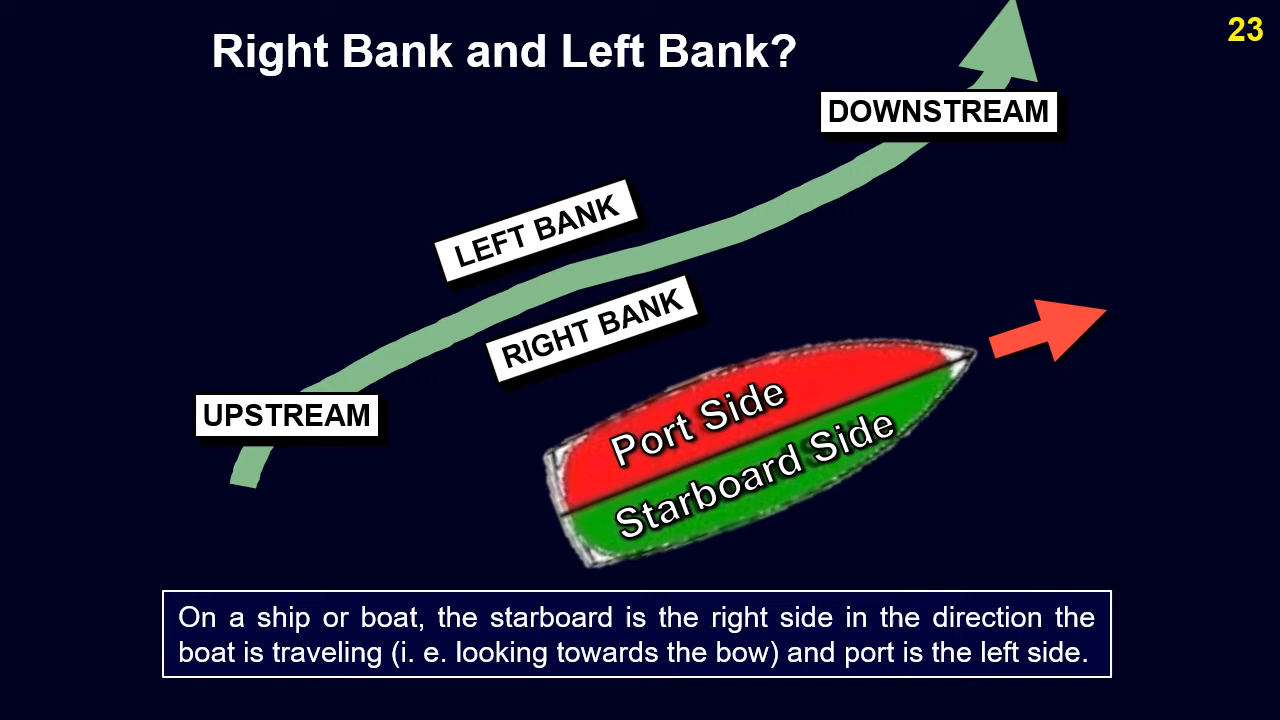 Right Bank and Left Bank?
23
DOWNSTREAM
LEFT BANK
RIGHT BANK
UPSTREAM
Port Side
Starboard Side
On a ship or boat, the starboard is the right side in the direction the
boat is traveling (i. e. looking towards the bow) and port is the left side.